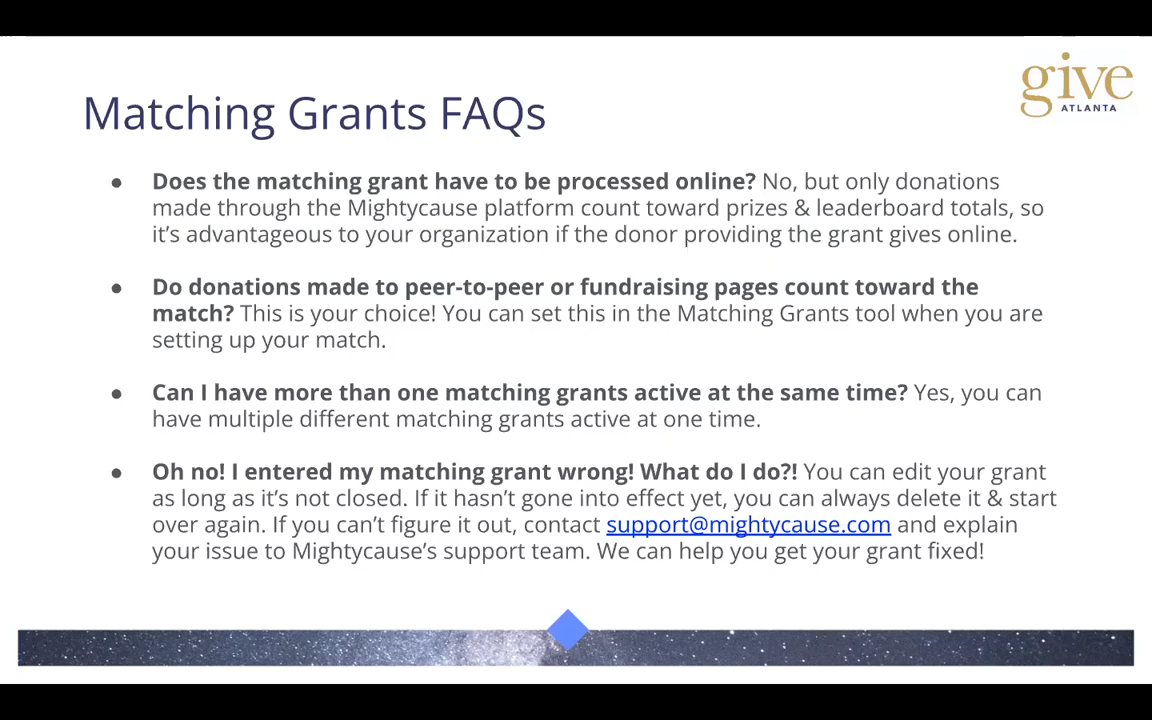 give
ATLANTA
Matching Grants FAQs
● Does the matching grant have to be processed online? No, but only donations
made through the Mightycause platform count toward prizes & leaderboard totals, so
it’s advantageous to your organization if the donor providing the grant gives online.
● Do donations made to peer-to-peer or fundraising pages count toward the
match? This is your choice! You can set this in the Matching Grants tool when you are
setting up your match.
● Can I have more than one matching grants active at the same time? Yes, you can
have multiple different matching grants active at one time.
● Oh no! I entered my matching grant wrong! What do I do?! You can edit your grant
as long as it’s not closed. If it hasn’t gone into effect yet, you can always delete it & start
over again. If you can’t figure it out, contact support@mightycause.com and explain
your issue to Mightycause’s support team. We can help you get your grant fixed!